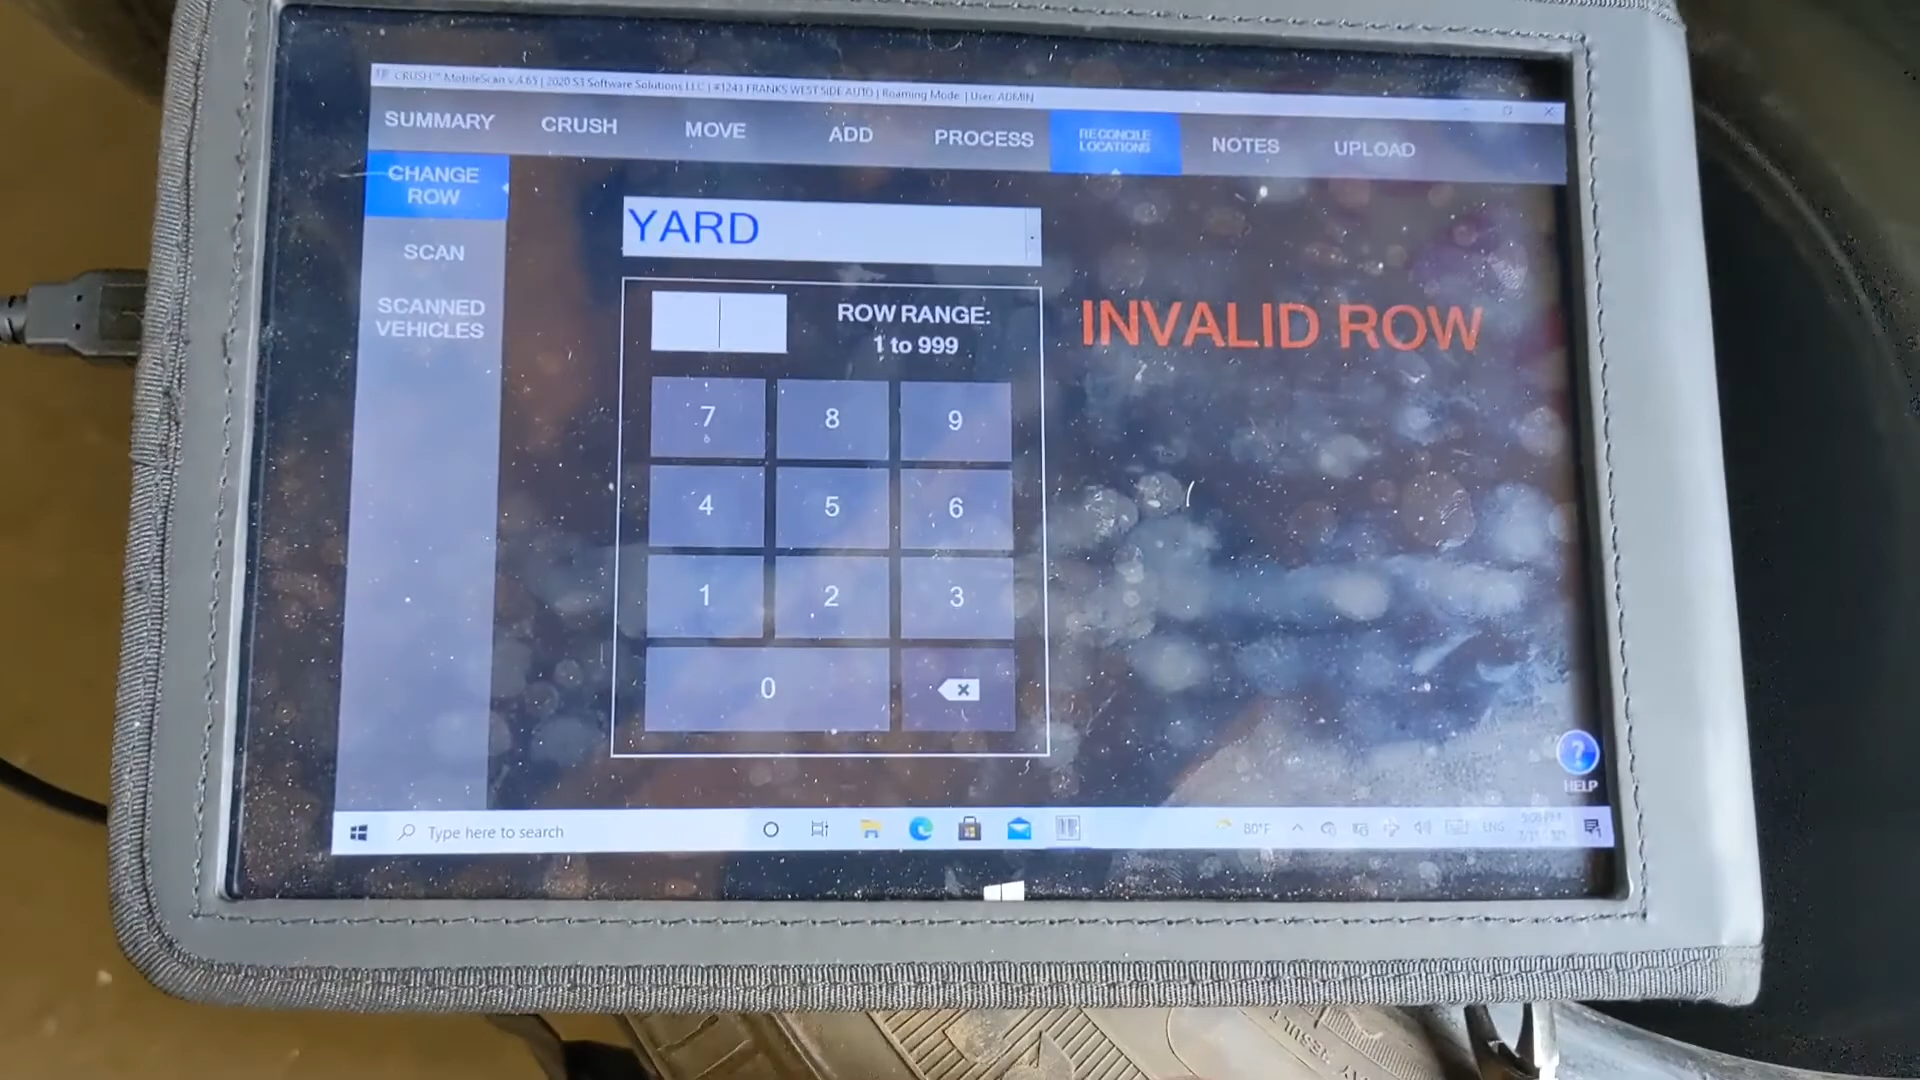 CRUSH™ MobileScan v.4.65 | 2020 S3 Software Solutions LLC | #1243 FRANKS WEST SIDE AUTO | Roaming Mode | User: ADMIN
SUMMARY CRUSH MOVE ADD PROCESS RECONCILE LOCATIONS NOTES UPLOAD
CHANGE
ROW
SCAN
SCANNED
VEHICLES
YARD
ROW RANGE:
1 to 999
INVALID ROW
7 8 9
4 5 6
1 2 3
0
?
HELP
Type here to search
80°F
ENG